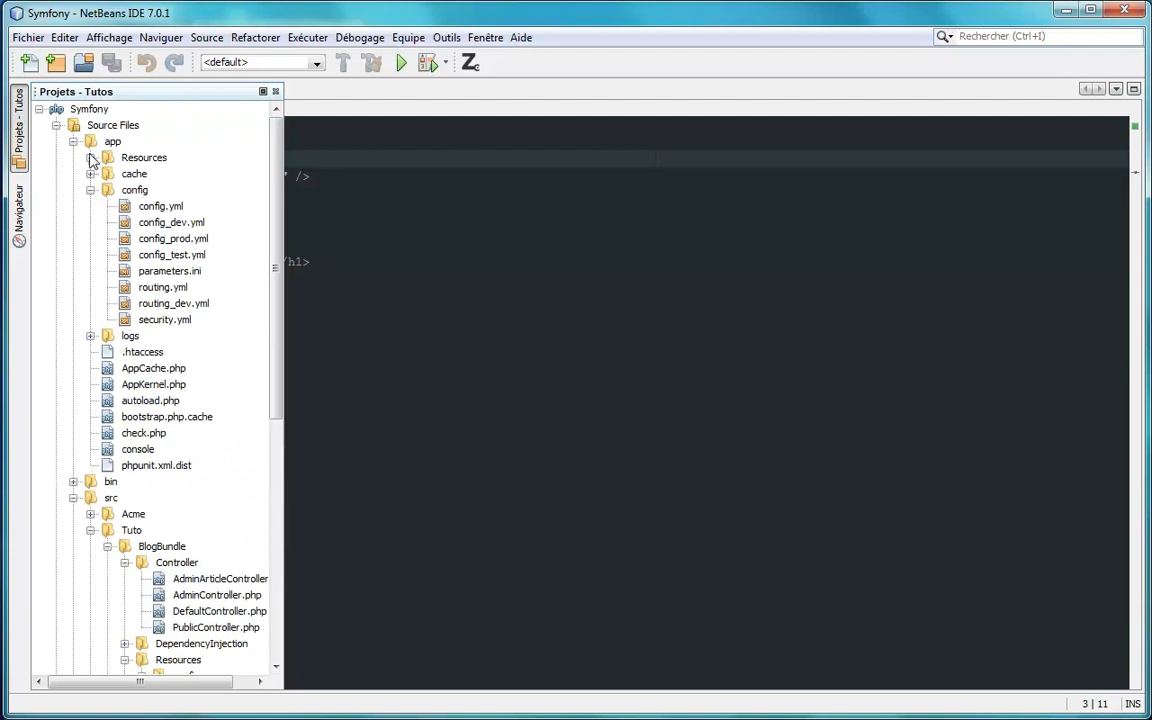 Symfony - NetBeans IDE 7.0.1
Fichier Editer Affichage Naviguer Source Refactorer Exécuter Débogage Equipe Outils Fenêtre Aide
Rechercher (Ctrl+I)
<default>
Projets - Tutos
Navigateur
Projets - Tutos
Symfony
Source Files
app
Resources
cache
config
config.yml
config_dev.yml
config_prod.yml
config_test.yml
parameters.ini
routing.yml
routing_dev.yml
security.yml
logs
.htaccess
AppCache.php
AppKernel.php
autoload.php
bootstrap.php.cache
check.php
console
phpunit.xml.dist
bin
src
Acme
Tuto
BlogBundle
Controller
AdminArticleController
AdminController.php
DefaultController.php
PublicController.php
DependencyInjection
Resources
" />
/h1>
3 | 11 INS